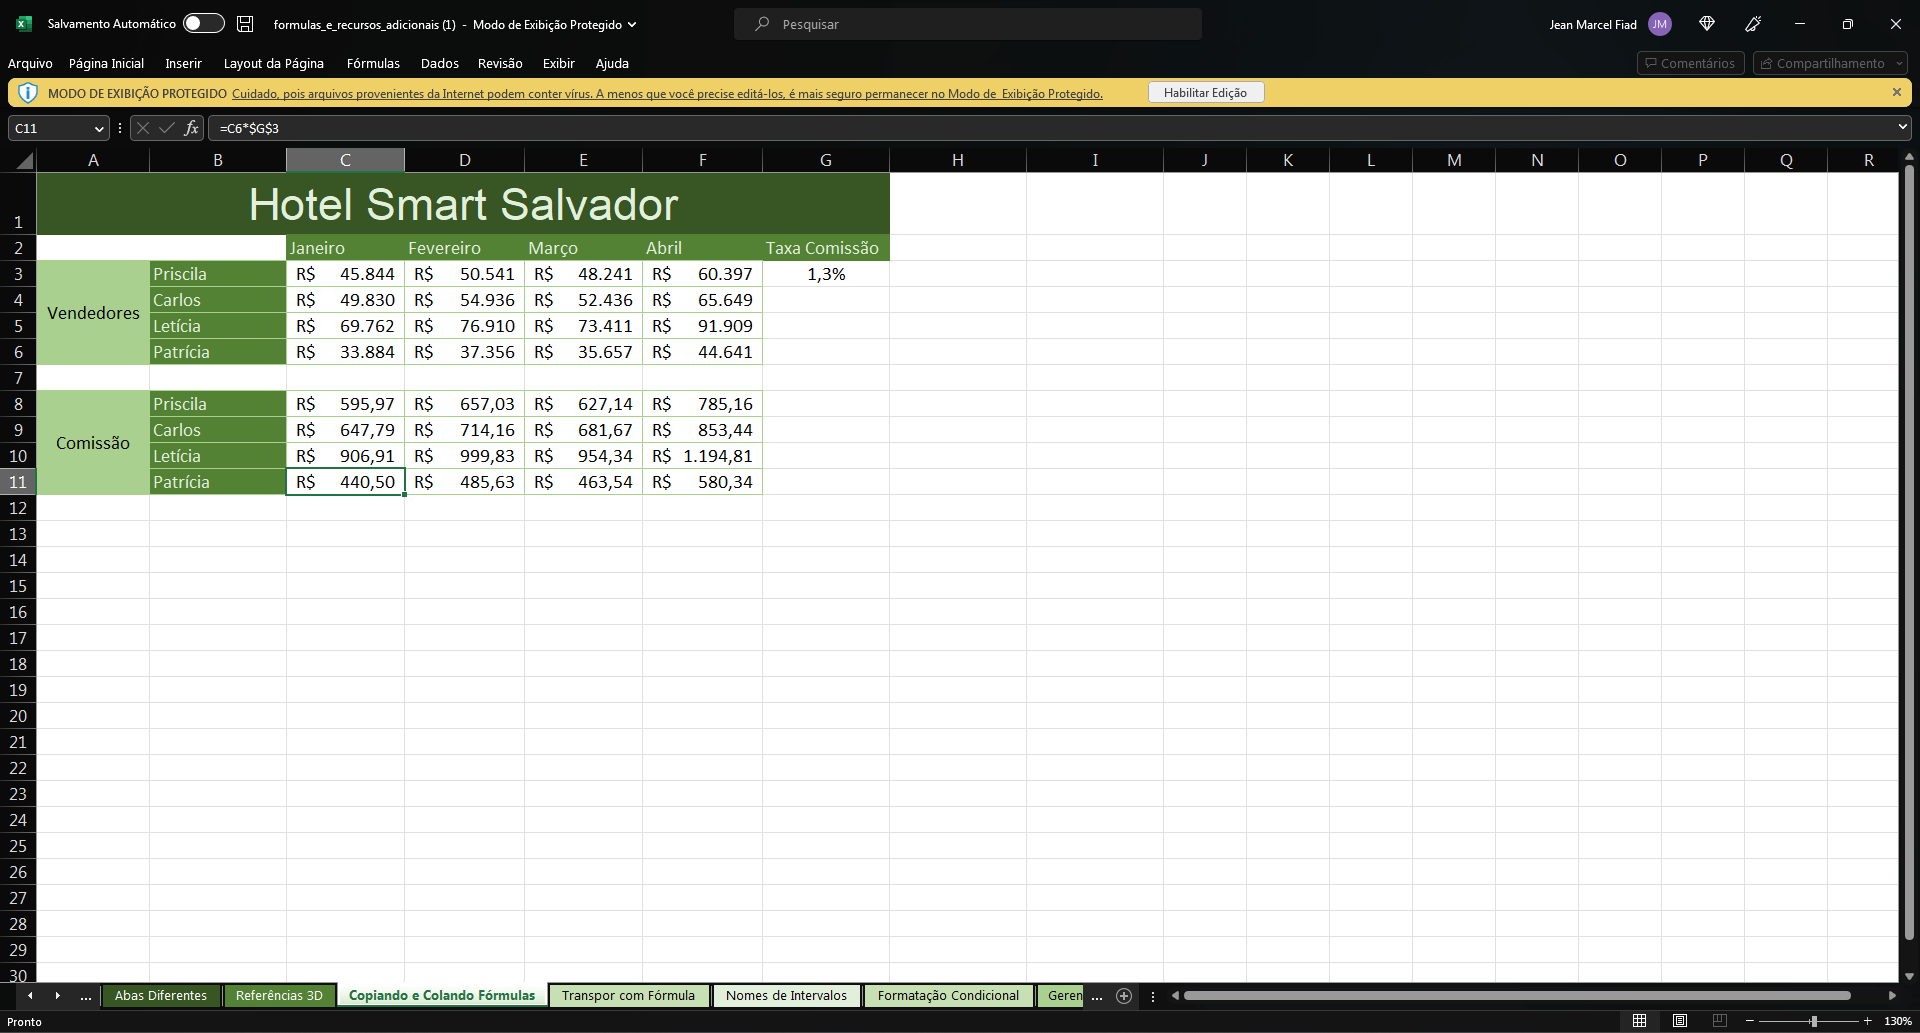 Salvamento Automático formulas_e_recursos_adicionais (1) - Modo de Exibição Protegido Pesquisar Jean Marcel Fiad JM
Arquivo Página Inicial Inserir Layout da Página Fórmulas Dados Revisão Exibir Ajuda Comentários Compartilhamento
MODO DE EXIBIÇÃO PROTEGIDO Cuidado, pois arquivos provenientes da Internet podem conter vírus. A menos que você precise editá-los, é mais seguro permanecer no Modo de Exibição Protegido. Habilitar Edição
C11 fx =C6*$G$3
A B C D E F G H I J K L M N O P Q R
1 Hotel Smart Salvador
2 Janeiro Fevereiro Março Abril Taxa Comissão
3 Priscila R$ 45.844 R$ 50.541 R$ 48.241 R$ 60.397 1,3%
4 Carlos R$ 49.830 R$ 54.936 R$ 52.436 R$ 65.649
Vendedores
5 Letícia R$ 69.762 R$ 76.910 R$ 73.411 R$ 91.909
6 Patrícia R$ 33.884 R$ 37.356 R$ 35.657 R$ 44.641
7
8 Priscila R$ 595,97 R$ 657,03 R$ 627,14 R$ 785,16
9 Carlos R$ 647,79 R$ 714,16 R$ 681,67 R$ 853,44
Comissão
10 Letícia R$ 906,91 R$ 999,83 R$ 954,34 R$ 1.194,81
11 Patrícia R$ 440,50 R$ 485,63 R$ 463,54 R$ 580,34
12
13
14
15
16
17
18
19
20
21
22
23
24
25
26
27
28
29
30
... Abas Diferentes Referências 3D Copiando e Colando Fórmulas Transpor com Fórmula Nomes de Intervalos Formatação Condicional Geren ...
Pronto 130%